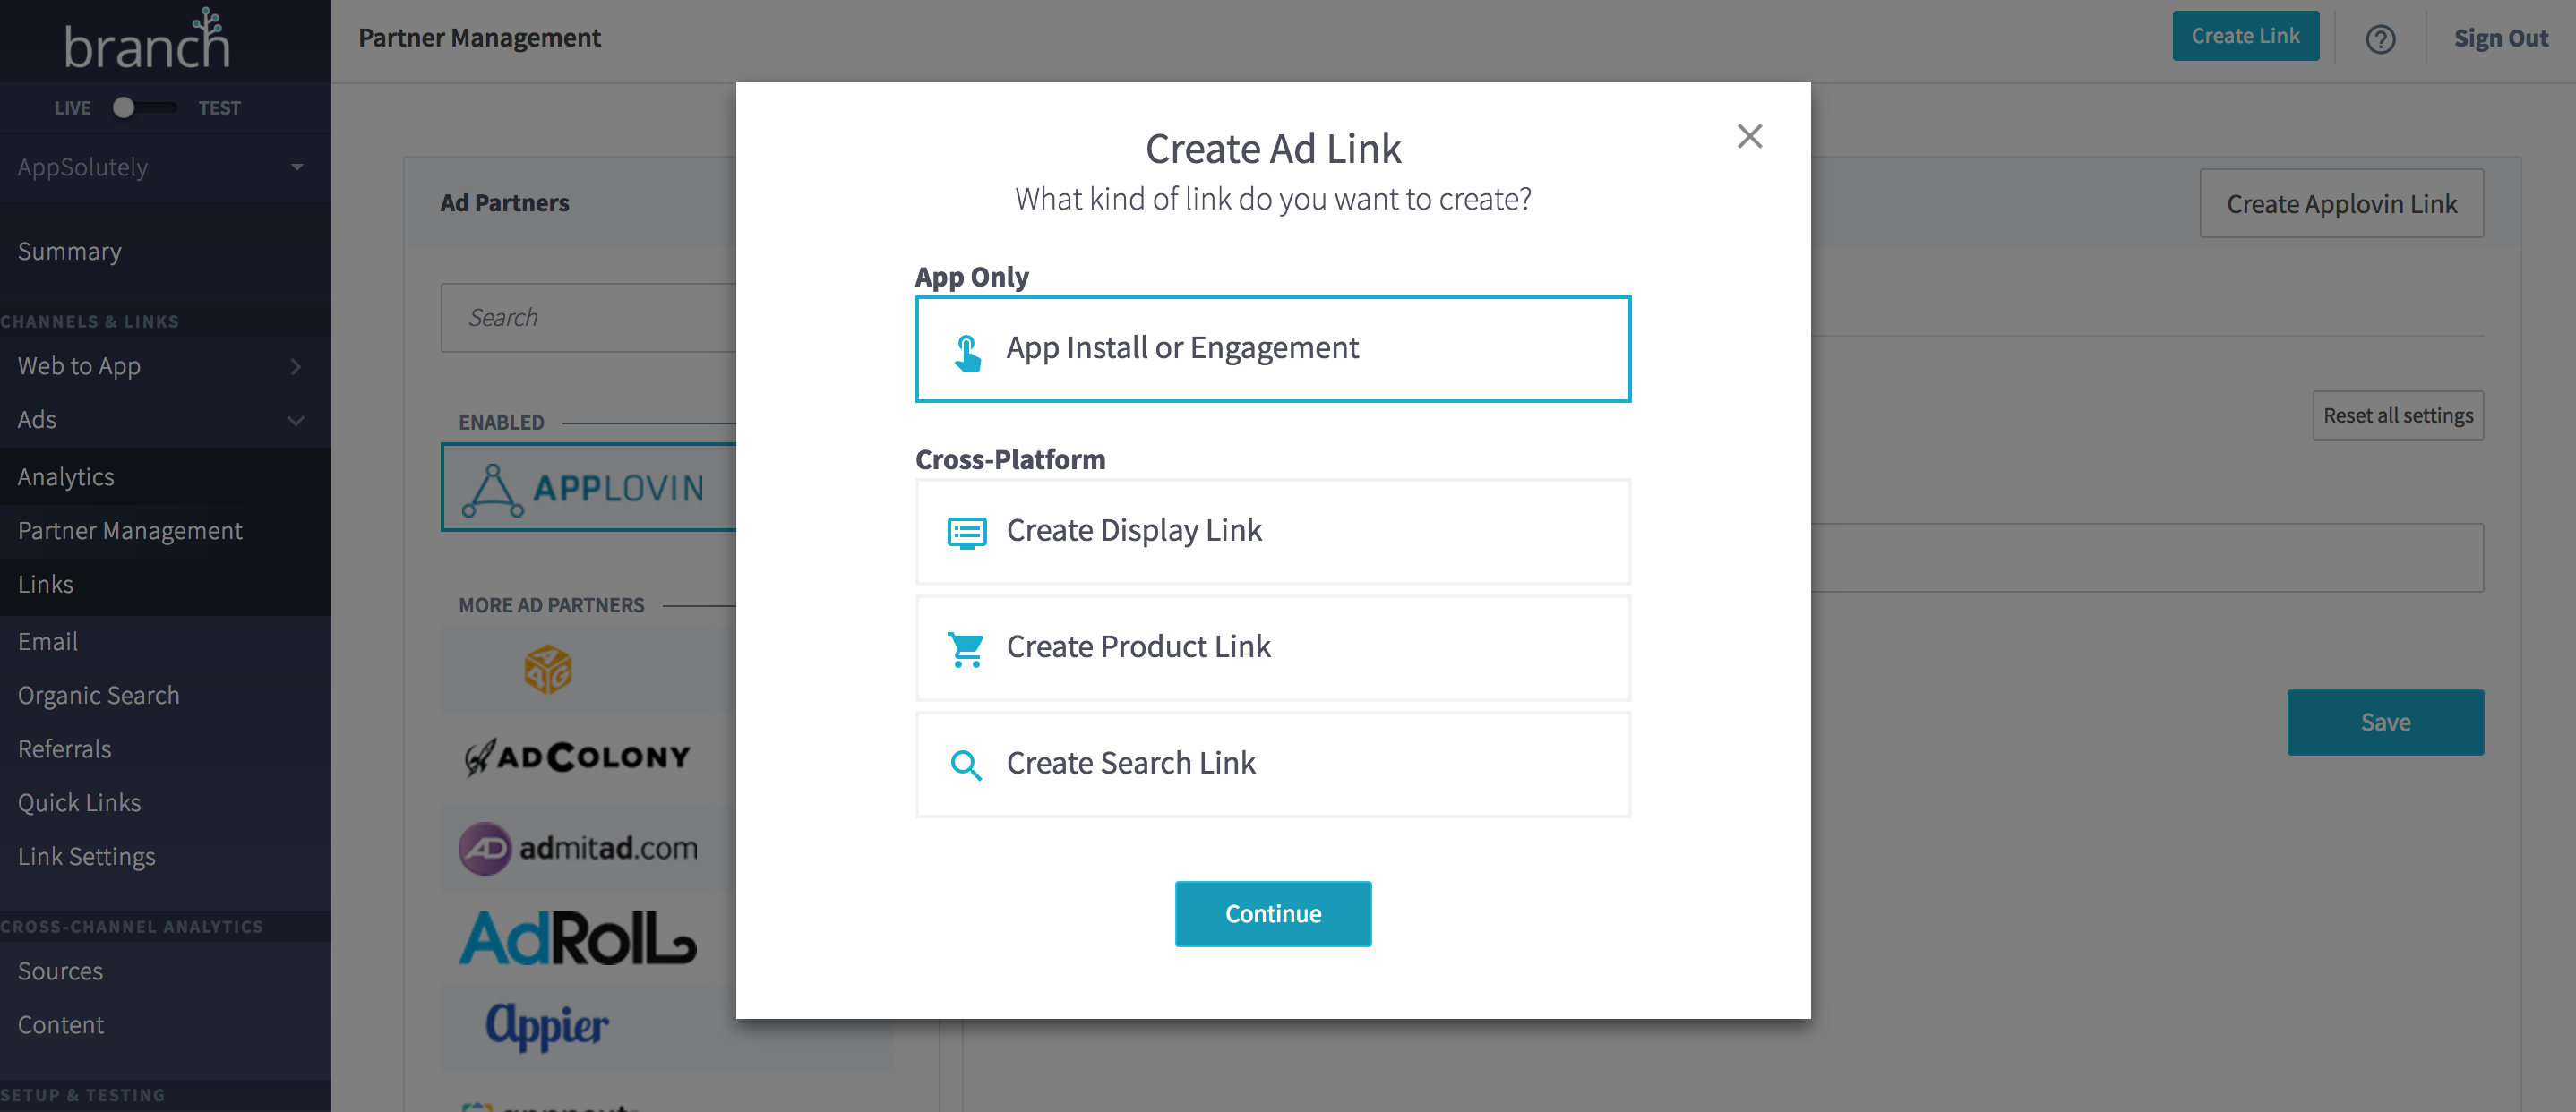 branch
LIVE TEST
AppSolutely
Summary
CHANNELS & LINKS
Web to App
Ads
Analytics
Partner Management
Links
Email
Organic Search
Referrals
Quick Links
Link Settings
CROSS-CHANNEL ANALYTICS
Sources
Content
SETUP & TESTING
Partner Management
Create Link
?
Sign Out
Ad Partners
Search
ENABLED
APPLOVIN
MORE AD PARTNERS
A4G
ADCOLONY
AD admitad.com
AdRoll
Appier
Create Applovin Link
Reset all settings
Save
Create Ad Link
What kind of link do you want to create?
App Only
App Install or Engagement
Cross-Platform
Create Display Link
Create Product Link
Create Search Link
Continue